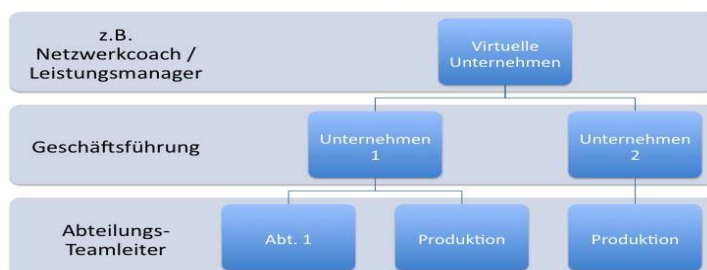 z.B.
Netzwerkcoach /
Leistungsmanager
Virtuelle
Unternehmen
Geschäftsführung
Unternehmen
1
Unternehmen
2
Abteilungs-
Teamleiter
Abt. 1
Produktion
Produktion